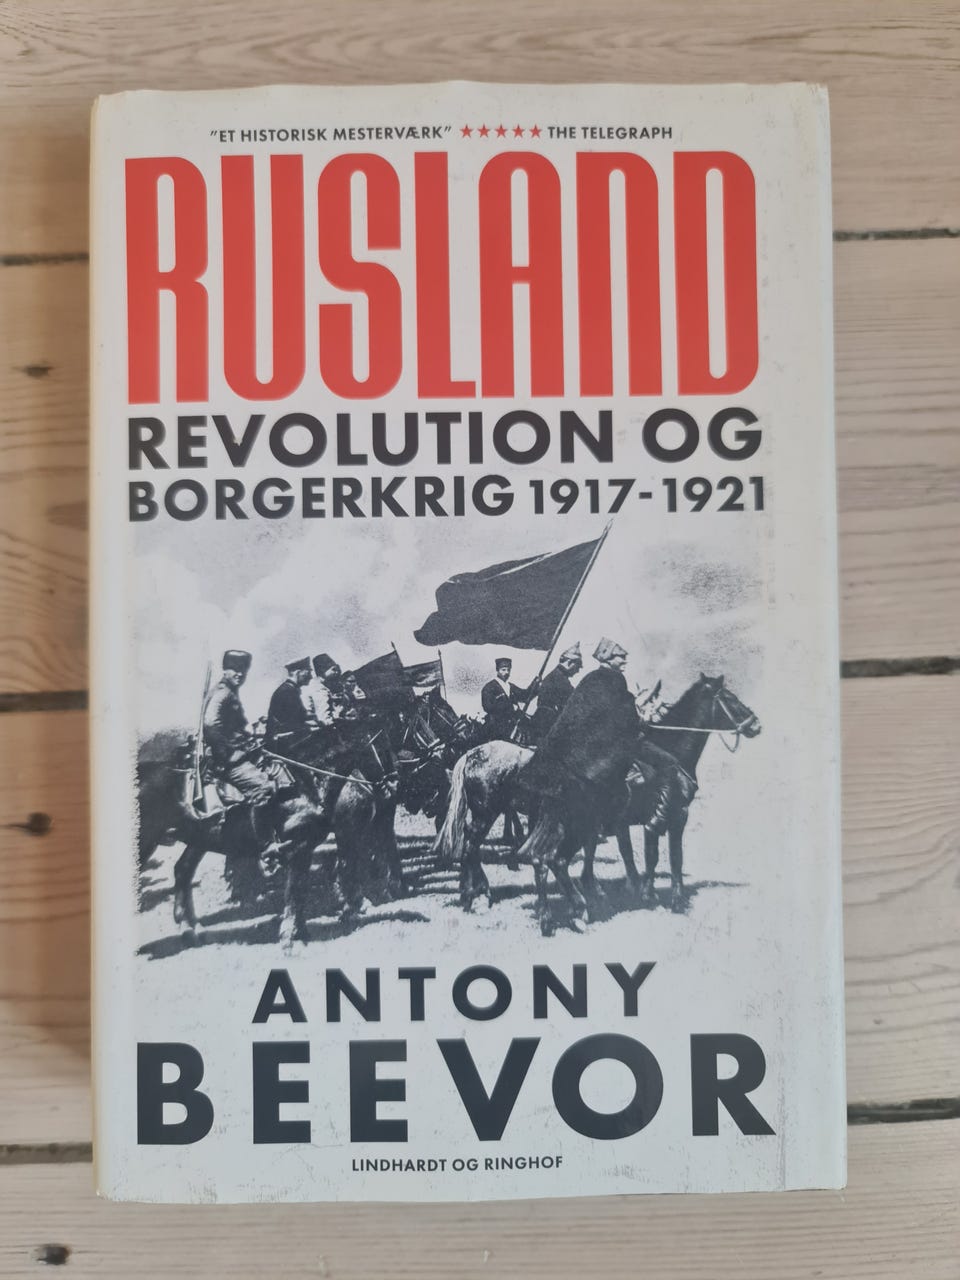 "ET HISTORISK MESTERVÆRK" ★★★★★ THE TELEGRAPH
RUSLAND
REVOLUTION OG
BORGERKRIG 1917-1921
ANTONY
BEEVOR
LINDHARDT OG RINGHOF